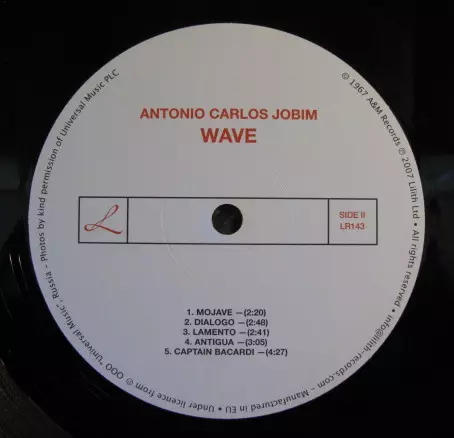 ANTONIO CARLOS JOBIM
WAVE
L
SIDE II
LR143
1. MOJAVE –(2:20)
2. DIALOGO –(2:48)
3. LAMENTO –(2:41)
4. ANTIGUA –(3:05)
5. CAPTAIN BACARDI –(4:27)
© 1967 A&M Records ℗ 2007 Lilith Ltd • All rights reserved • info@lilith-records.com – Manufactured in EU • Under licence from © OOO "Universal Music", Russia - Photos by kind permission of Universal Music PLC